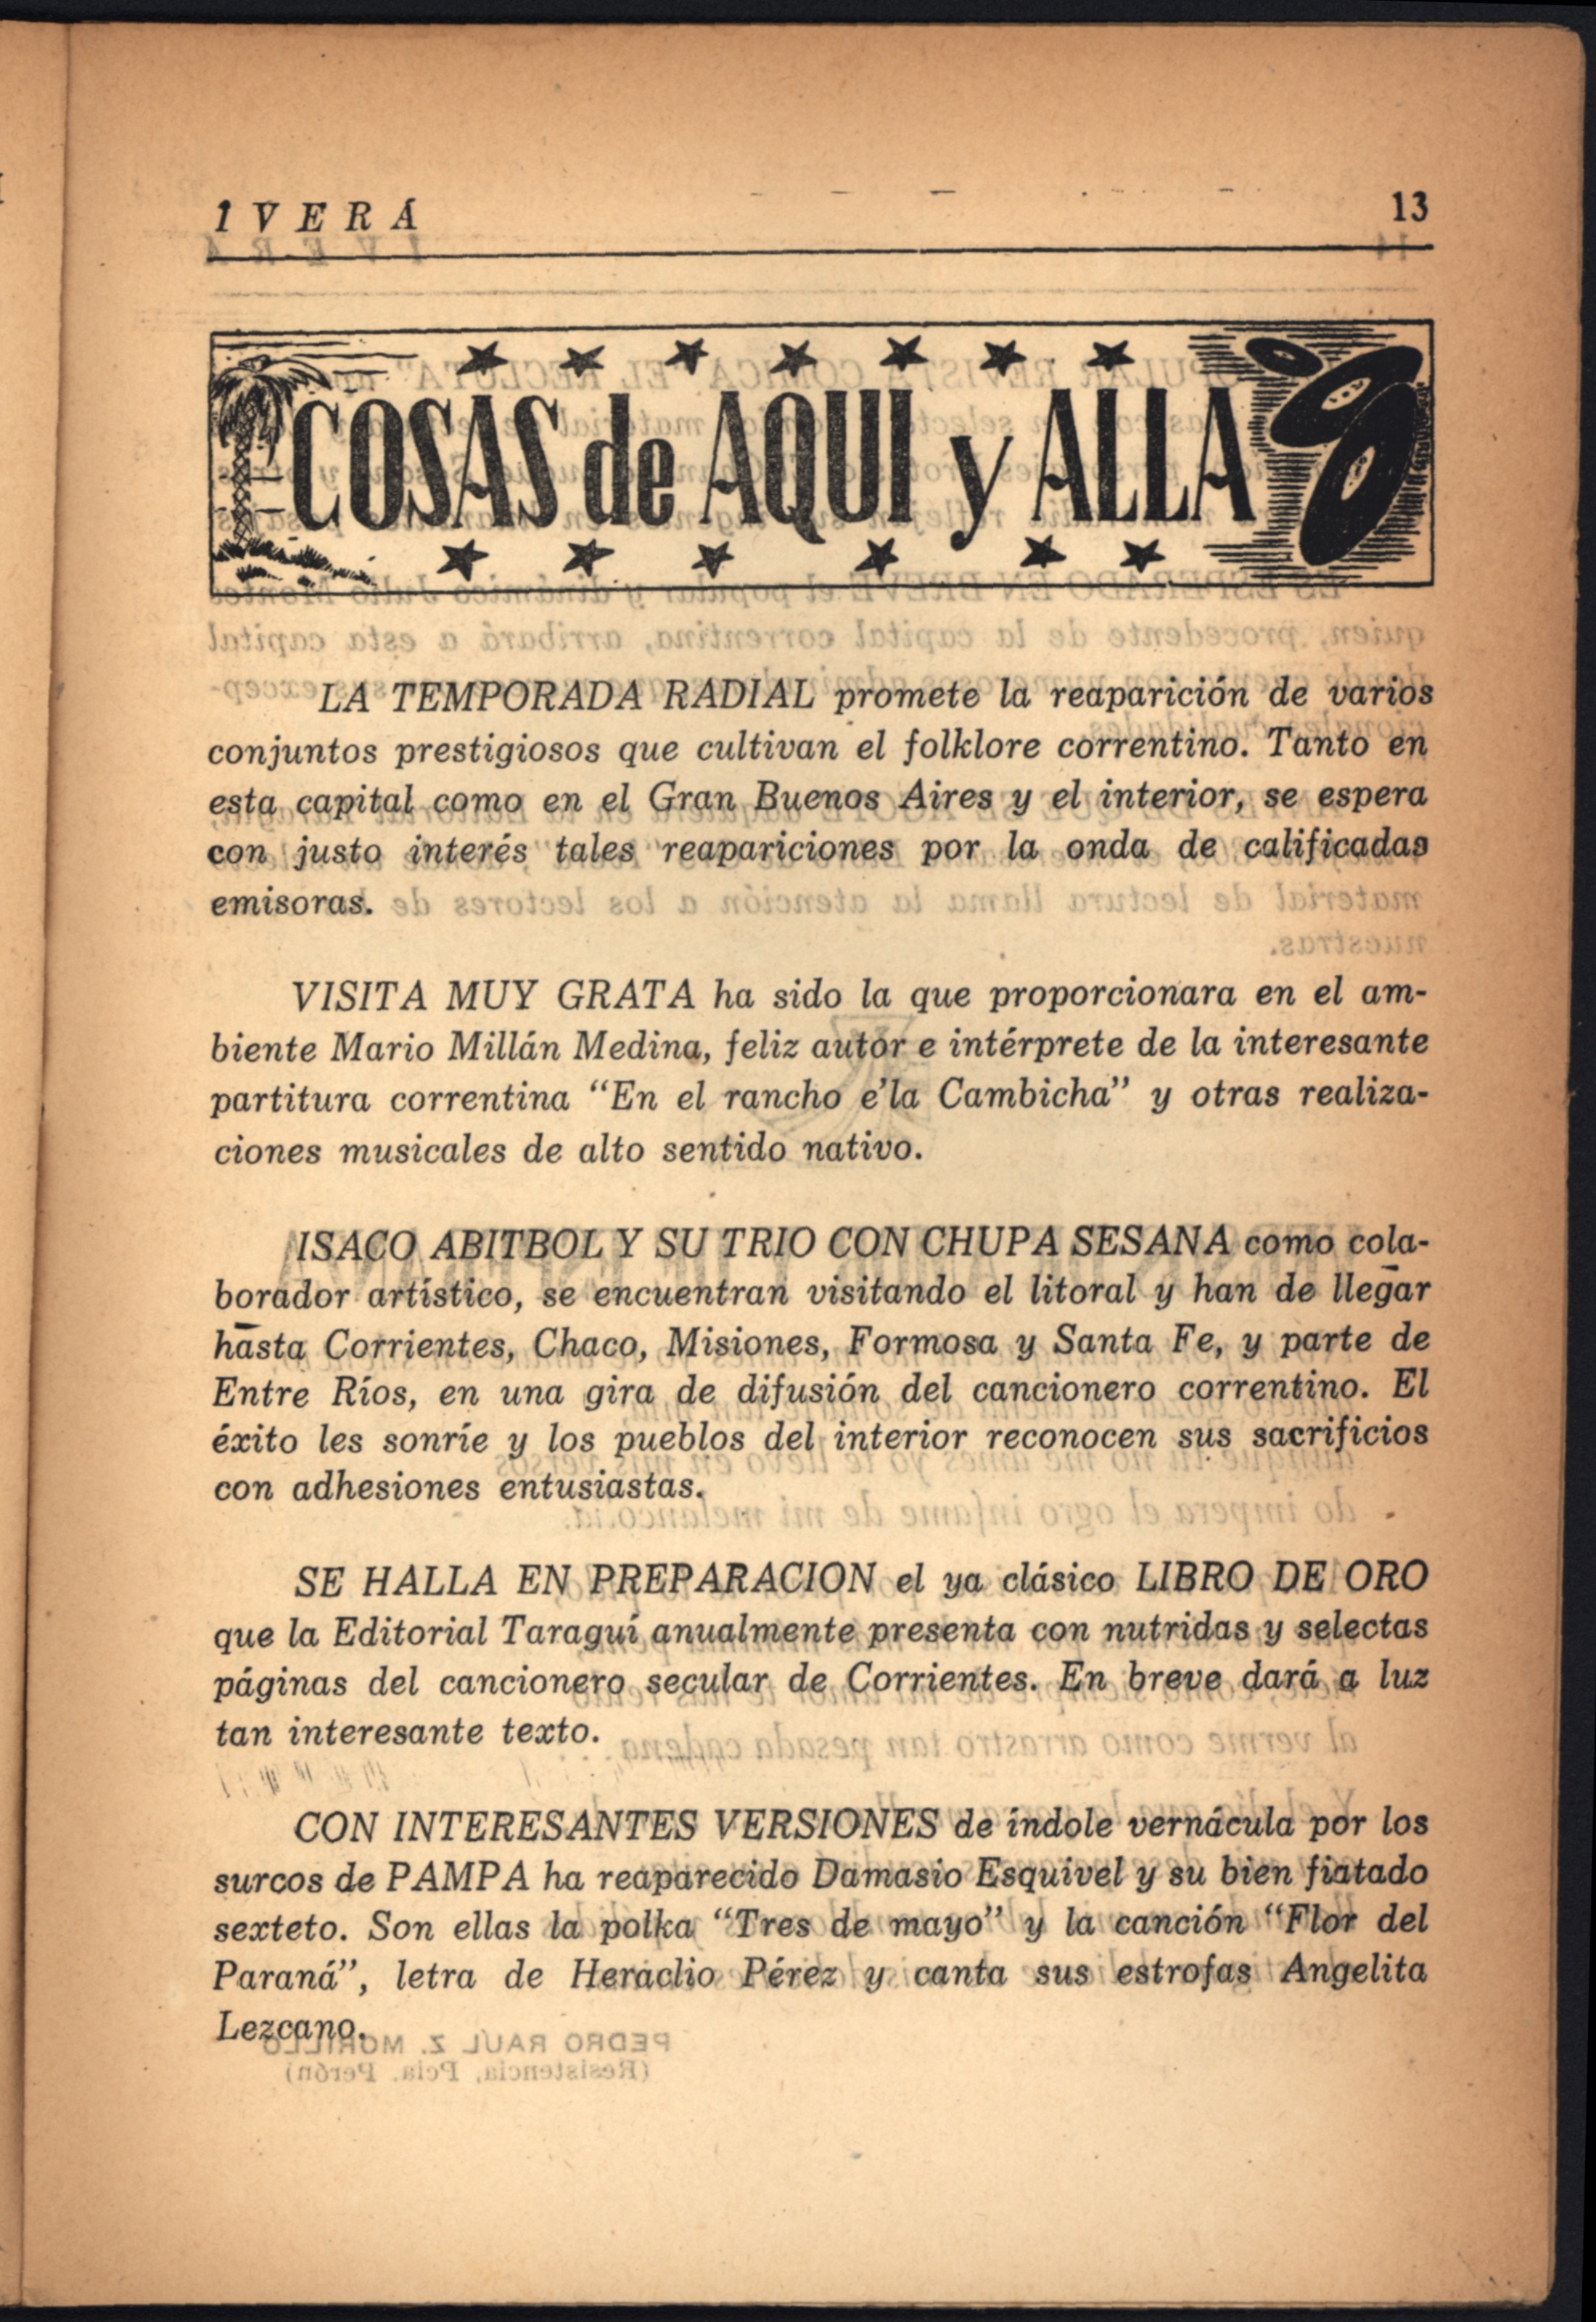 IVERÁ 13
COSAS de AQUI y ALLA
LA TEMPORADA RADIAL promete la reaparición de varios
conjuntos prestigiosos que cultivan el folklore correntino. Tanto en
esta capital como en el Gran Buenos Aires y el interior, se espera
con justo interés tales reapariciones por la onda de calificadas
emisoras.
VISITA MUY GRATA ha sido la que proporcionara en el am-
biente Mario Millán Medina, feliz autor e intérprete de la interesante
partitura correntina “En el rancho e’la Cambicha” y otras realiza-
ciones musicales de alto sentido nativo.
ISACO ABITBOL Y SU TRIO CON CHUPA SESANA como cola-
borador artístico, se encuentran visitando el litoral y han de llegar
hasta Corrientes, Chaco, Misiones, Formosa y Santa Fe, y parte de
Entre Ríos, en una gira de difusión del cancionero correntino. El
éxito les sonríe y los pueblos del interior reconocen sus sacrificios
con adhesiones entusiastas.
SE HALLA EN PREPARACION el ya clásico LIBRO DE ORO
que la Editorial Taraguí anualmente presenta con nutridas y selectas
páginas del cancionero secular de Corrientes. En breve dará a luz
tan interesante texto.
CON INTERESANTES VERSIONES de índole vernácula por los
surcos de PAMPA ha reaparecido Damasio Esquivel y su bien fiatado
sexteto. Son ellas la polka “Tres de mayo” y la canción “Flor del
Paraná”, letra de Heraclio Pérez y canta sus estrofas Angelita
Lezcano.